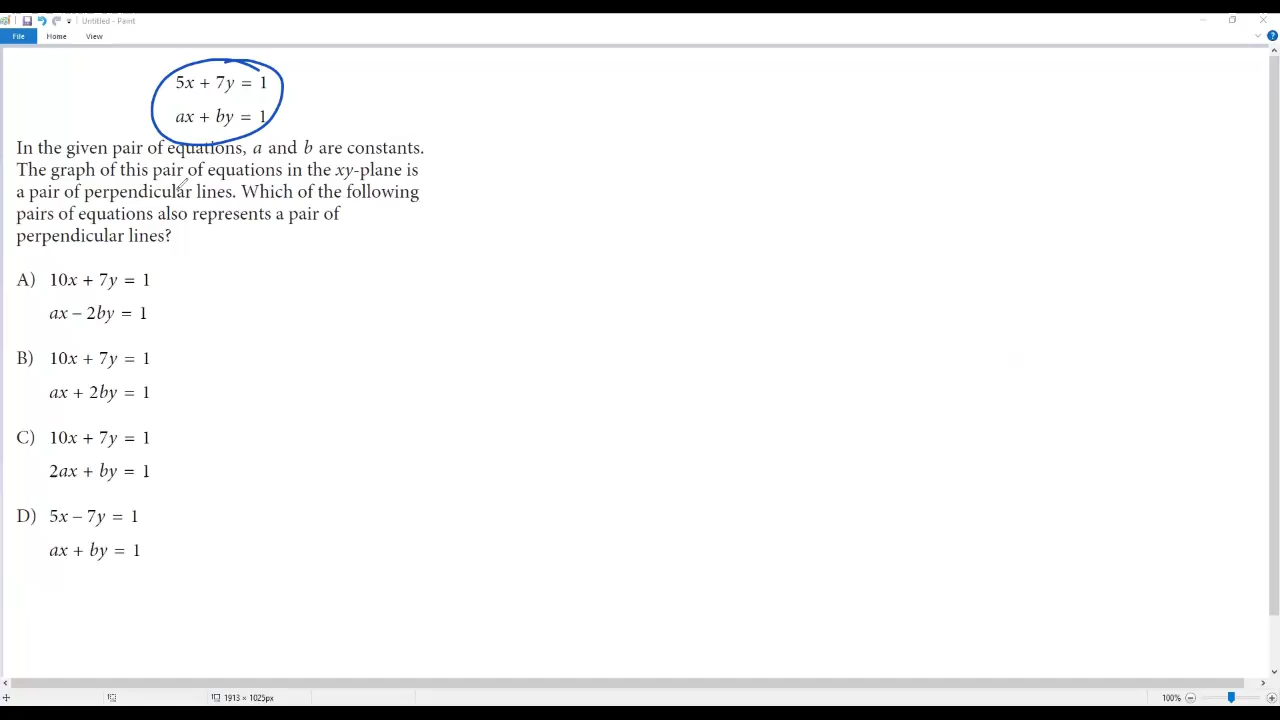 Untitled - Paint
File Home View
5x + 7y = 1
ax + by = 1
In the given pair of equations, a and b are constants.
The graph of this pair of equations in the xy-plane is
a pair of perpendicular lines. Which of the following
pairs of equations also represents a pair of
perpendicular lines?
A) 10x + 7y = 1
ax – 2by = 1
B) 10x + 7y = 1
ax + 2by = 1
C) 10x + 7y = 1
2ax + by = 1
D) 5x – 7y = 1
ax + by = 1
1913 × 1025px 100%